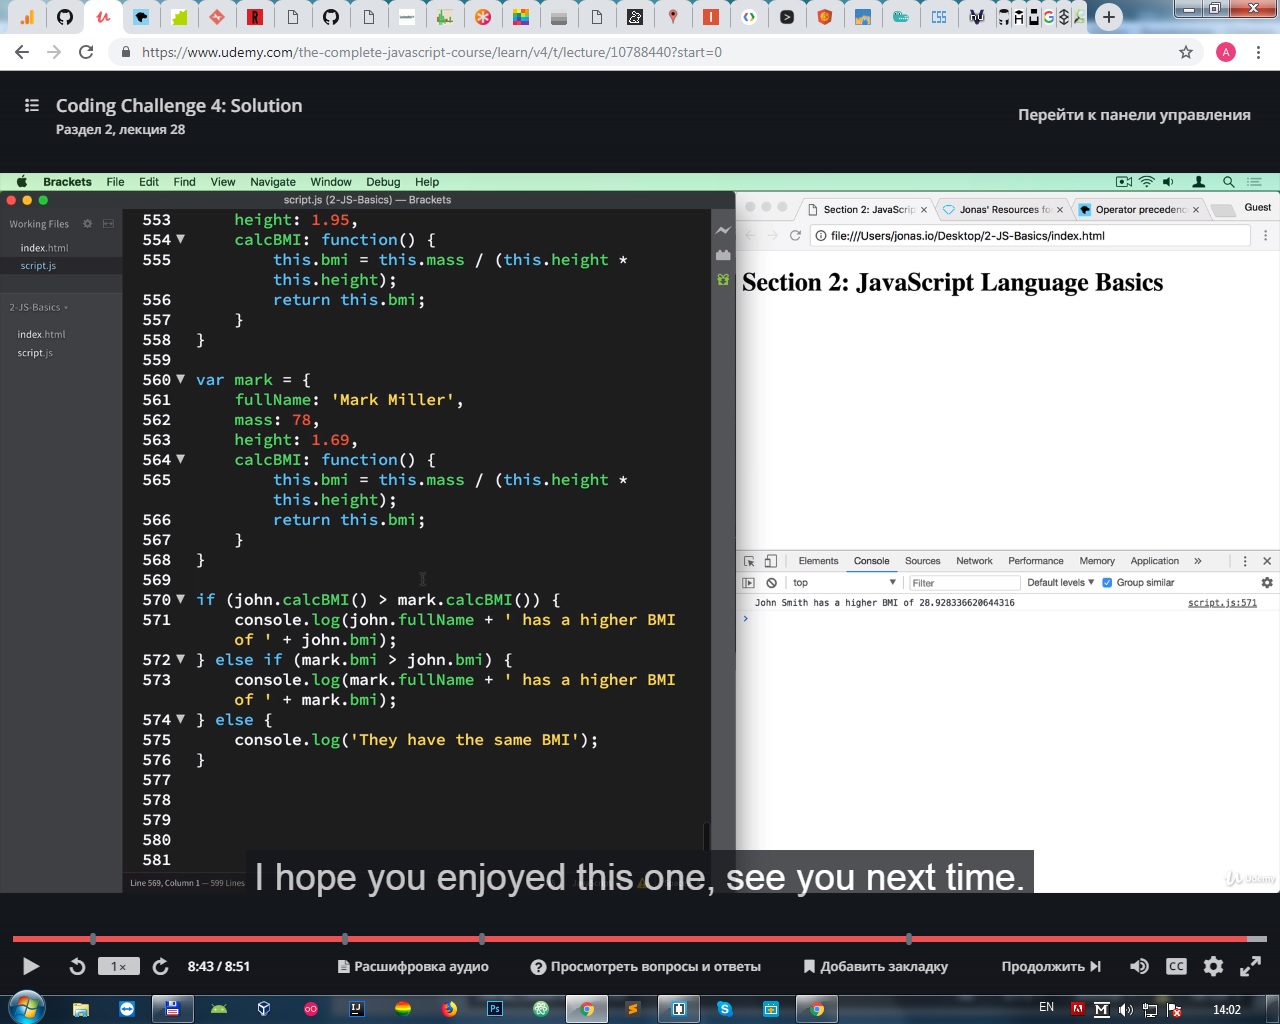 https://www.udemy.com/the-complete-javascript-course/learn/v4/t/lecture/10788440?start=0
A
Coding Challenge 4: Solution
Раздел 2, лекция 28
Перейти к панели управления
Brackets File Edit Find View Navigate Window Debug Help
script.js (2-JS-Basics) — Brackets
Working Files
index.html
script.js
2-JS-Basics
index.html
script.js
553 height: 1.95,
554 calcBMI: function() {
555 this.bmi = this.mass / (this.height *
this.height);
556 return this.bmi;
557 }
558 }
559
560 var mark = {
561 fullName: 'Mark Miller',
562 mass: 78,
563 height: 1.69,
564 calcBMI: function() {
565 this.bmi = this.mass / (this.height *
this.height);
566 return this.bmi;
567 }
568 }
569
570 if (john.calcBMI() > mark.calcBMI()) {
571 console.log(john.fullName + ' has a higher BMI
of ' + john.bmi);
572 } else if (mark.bmi > john.bmi) {
573 console.log(mark.fullName + ' has a higher BMI
of ' + mark.bmi);
574 } else {
575 console.log('They have the same BMI');
576 }
577
578
579
580
581
Line 569, Column 1 — 599 Lines
Section 2: JavaScrip
Jonas' Resources fo
Operator precedenc
Guest
file:///Users/jonas.io/Desktop/2-JS-Basics/index.html
Section 2: JavaScript Language Basics
Elements Console Sources Network Performance Memory Application »
top Filter Default levels Group similar
John Smith has a higher BMI of 28.928336620644316 script.js:571
I hope you enjoyed this one, see you next time.
Udemy
1× 8:43 / 8:51 Расшифровка аудио Просмотреть вопросы и ответы Добавить закладку Продолжить CC
EN 14:02